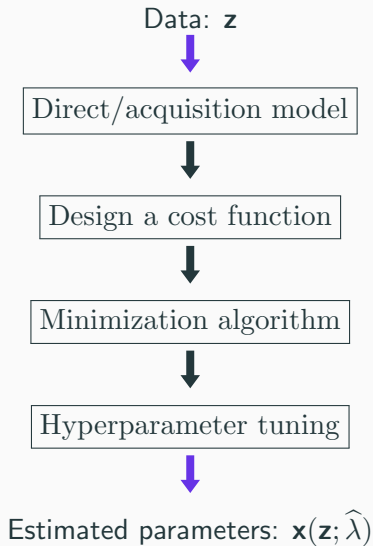 Data: z
Direct/acquisition model
Design a cost function
Minimization algorithm
Hyperparameter tuning
Estimated parameters: x(z; λ̂)